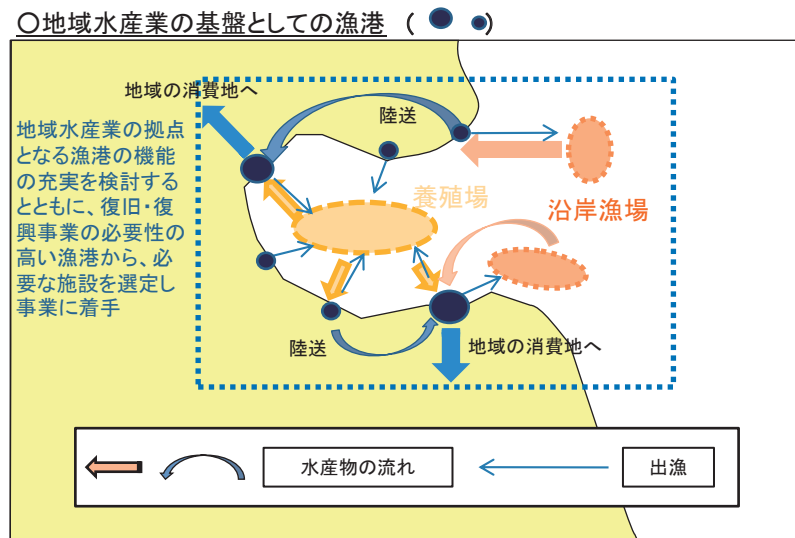 〇地域水産業の基盤としての漁港 ( )
地域の消費地へ
陸送
地域水産業の拠点
となる漁港の機能
の充実を検討する
とともに、復旧・復
興事業の必要性の
高い漁港から、必
要な施設を選定し
事業に着手
養殖場
沿岸漁場
陸送
地域の消費地へ
水産物の流れ
出漁